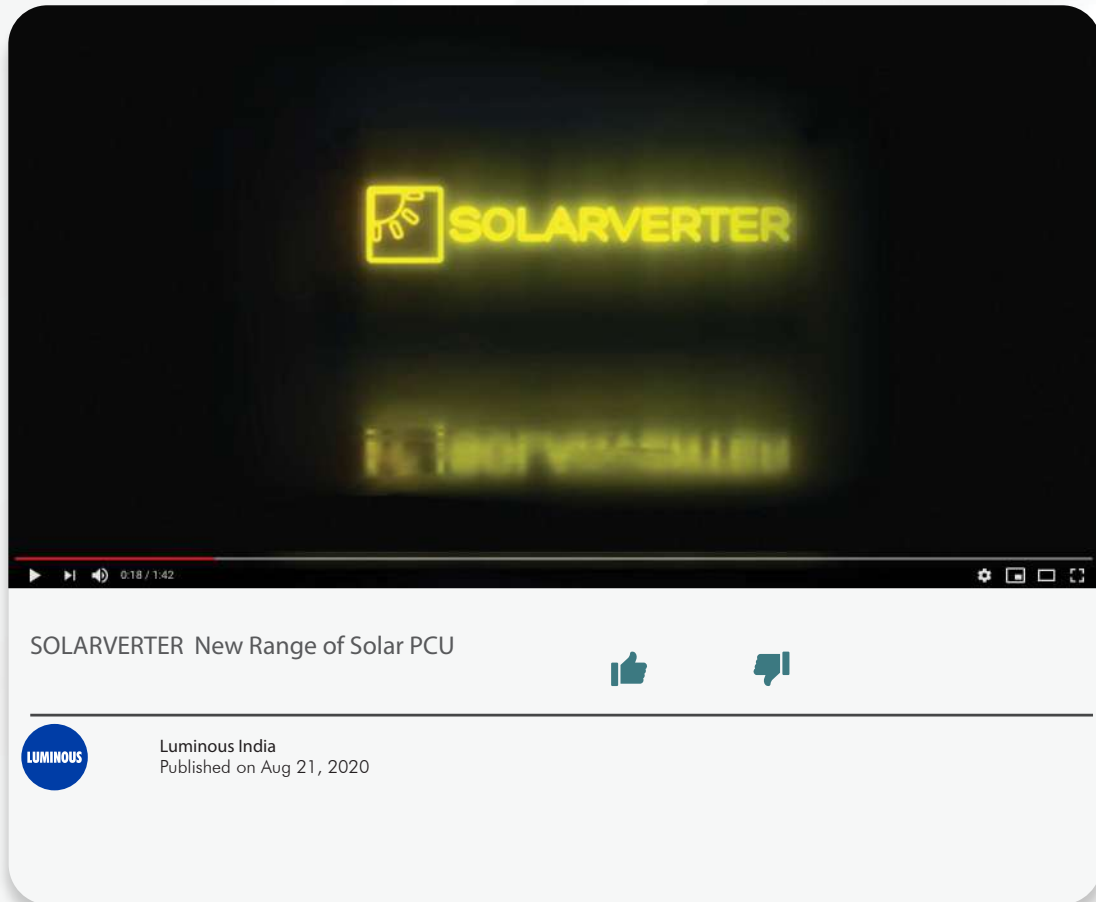 SOLARVERTER
0:18 / 1:42
SOLARVERTER New Range of Solar PCU
LUMINOUS
Luminous India
Published on Aug 21, 2020